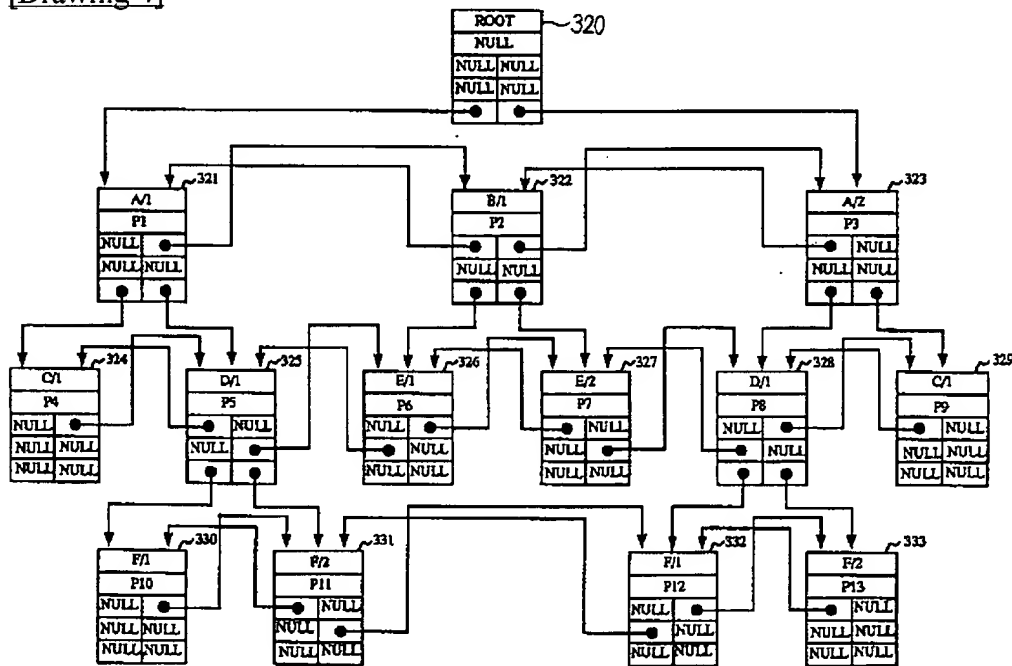 [Drawing 4]
ROOT
320
NULL
NULL NULL
NULL NULL
A/1 321
P1
NULL
NULL NULL
B/1 322
P2
NULL NULL
A/2 323
P3
NULL
NULL NULL
C/1 324
P4
NULL
NULL NULL
NULL NULL
D/1 325
P5
NULL
NULL
E/1 326
P6
NULL
NULL
NULL NULL
E/2 327
P7
NULL
NULL
NULL NULL
D/1 328
P8
NULL
NULL
C/1 329
P9
NULL
NULL NULL
NULL NULL
F/1 330
P10
NULL
NULL NULL
NULL NULL
F/2 331
P11
NULL
NULL
NULL NULL
F/1 332
P12
NULL
NULL
NULL NULL
F/2 333
P13
NULL
NULL NULL
NULL NULL